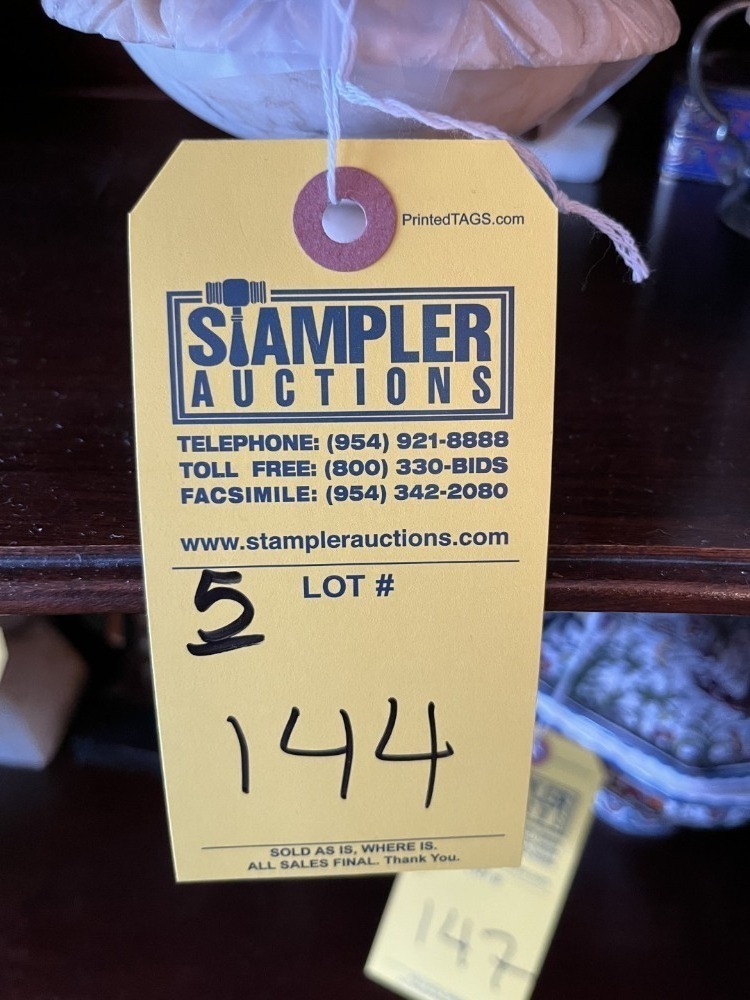 PrintedTAGS.com
STAMPLER
AUCTIONS
TELEPHONE: (954) 921-8888
TOLL FREE: (800) 330-BIDS
FACSIMILE: (954) 342-2080
www.stamplerauctions.com
5 LOT #
144
SOLD AS IS, WHERE IS.
ALL SALES FINAL. Thank You.
147